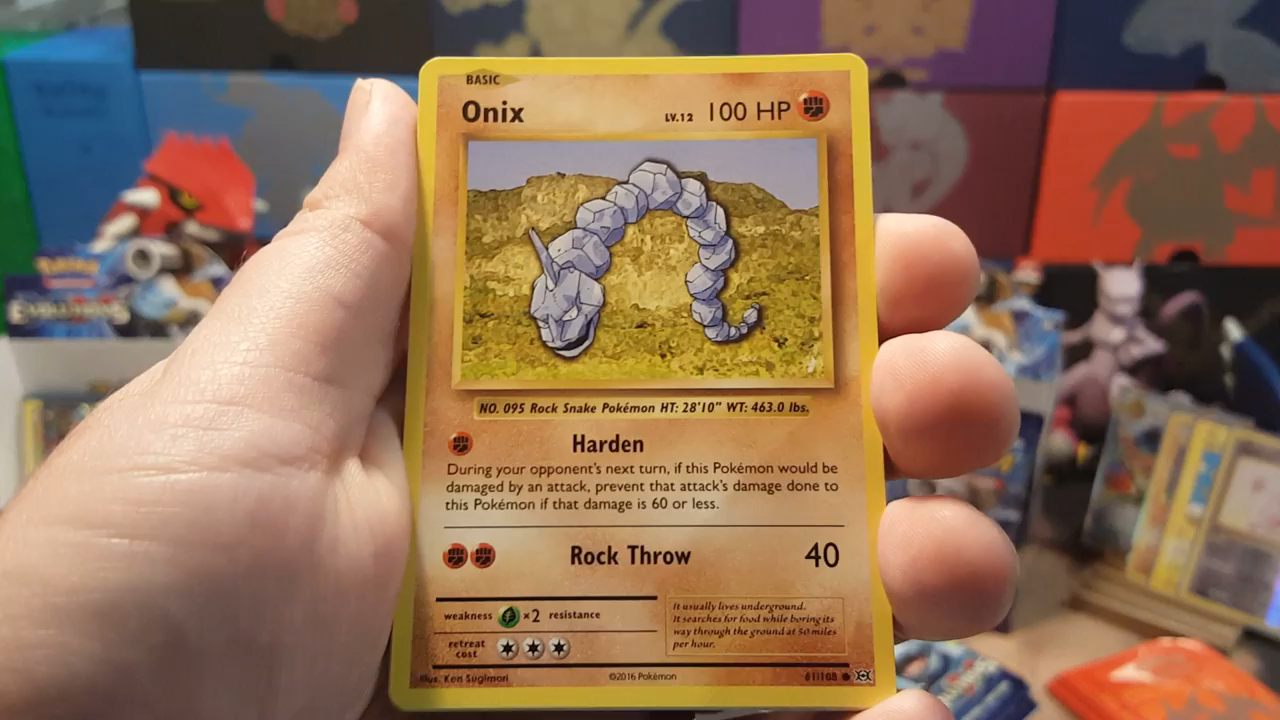 BASIC
Onix LV.12 100 HP
NO. 095 Rock Snake Pokémon HT: 28'10" WT: 463.0 lbs.
Harden
During your opponent's next turn, if this Pokémon would be
damaged by an attack, prevent that attack's damage done to
this Pokémon if that damage is 60 or less.
Rock Throw 40
weakness ×2 resistance
retreat
cost
It usually lives underground.
It searches for food while boring its
way through the ground at 50 miles
per hour.
Illus. Ken Sugimori ©2016 Pokémon 61/108
POKÉMON
EVOLUTIONS